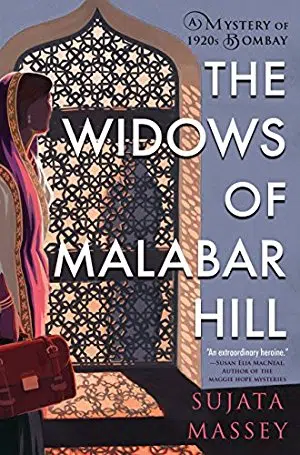 A MYSTERY OF
1920s BOMBAY
THE
WIDOWS
OF
MALABAR
HILL
"An extraordinary heroine."
—SUSAN ELIA MACNEAL,
AUTHOR OF THE
MAGGIE HOPE MYSTERIES
SUJATA
MASSEY